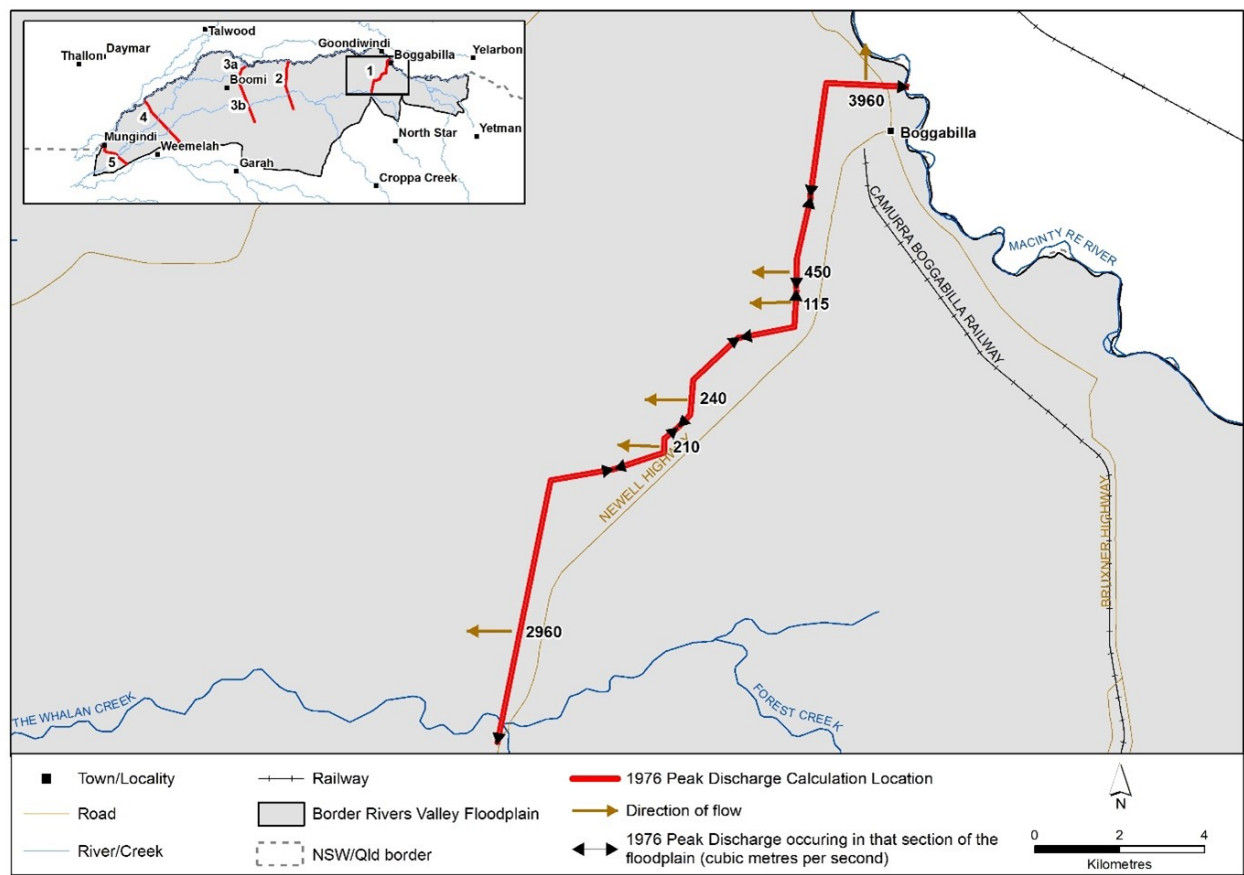 Talwood
Daymar
Thallon
Goondiwindi
Boggabilla
Yelarbon
3a
2
1
Boomi
3b
4
Mungindi
Weemelah
5
Garah
North Star
Yetman
Croppa Creek
3960
Boggabilla
CAMURRA BOGGABILLA RAILWAY
MACINTY RE RIVER
450
115
240
210
NEWELL HIGHWAY
BRUXNER HIGHWAY
2960
THE WHALAN CREEK
FOREST CREEK
Town/Locality
Railway
1976 Peak Discharge Calculation Location
Road
Border Rivers Valley Floodplain
Direction of flow
River/Creek
NSW/Qld border
1976 Peak Discharge occuring in that section of the
floodplain (cubic metres per second)
N
0 2 4
Kilometres